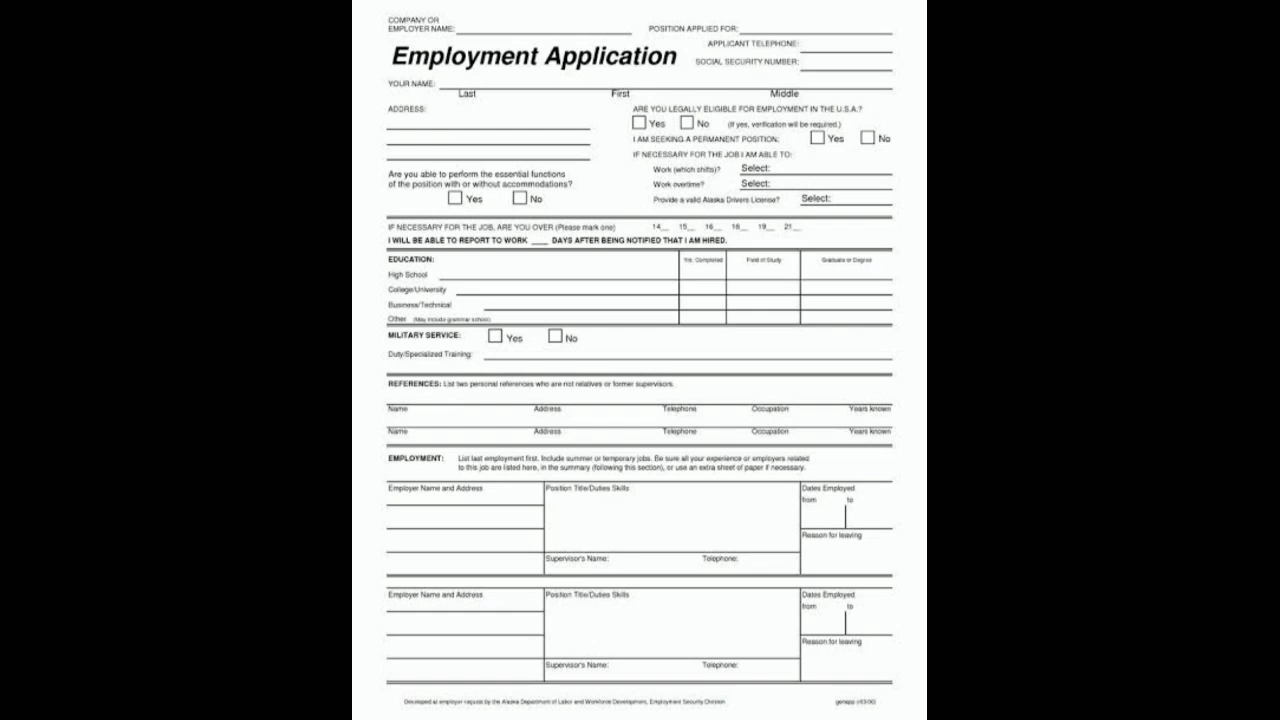 COMPANY OR
EMPLOYER NAME: POSITION APPLIED FOR:
Employment Application
APPLICANT TELEPHONE:
SOCIAL SECURITY NUMBER:
YOUR NAME:
Last First Middle
ADDRESS:
ARE YOU LEGALLY ELIGIBLE FOR EMPLOYMENT IN THE U.S.A.?
Yes No (If yes, verification will be required.)
I AM SEEKING A PERMANENT POSITION: Yes No
IF NECESSARY FOR THE JOB I AM ABLE TO:
Work (which shifts)? Select:
Work overtime? Select:
Provide a valid Alaska Drivers License? Select:
Are you able to perform the essential functions
of the position with or without accommodations?
Yes No
IF NECESSARY FOR THE JOB, ARE YOU OVER (Please mark one) 14__ 15__ 16__ 18__ 19__ 21__
I WILL BE ABLE TO REPORT TO WORK ____ DAYS AFTER BEING NOTIFIED THAT I AM HIRED.
EDUCATION: Yrs. Completed Field of Study Graduate or Degree
High School
College/University
Business/Technical
Other (May include grammar school)
MILITARY SERVICE: Yes No
Duty/Specialized Training:
REFERENCES: List two personal references who are not relatives or former supervisors.
Name Address Telephone Occupation Years known
Name Address Telephone Occupation Years known
EMPLOYMENT: List last employment first. Include summer or temporary jobs. Be sure all your experience or employers related
to this job are listed here, in the summary (following this section), or use an extra sheet of paper if necessary.
Employer Name and Address Position Title/Duties Skills Dates Employed
from to
Reason for leaving
Supervisor's Name: Telephone:
Employer Name and Address Position Title/Duties Skills Dates Employed
from to
Reason for leaving
Supervisor's Name: Telephone:
Developed at employer request by the Alaska Department of Labor and Workforce Development, Employment Security Division